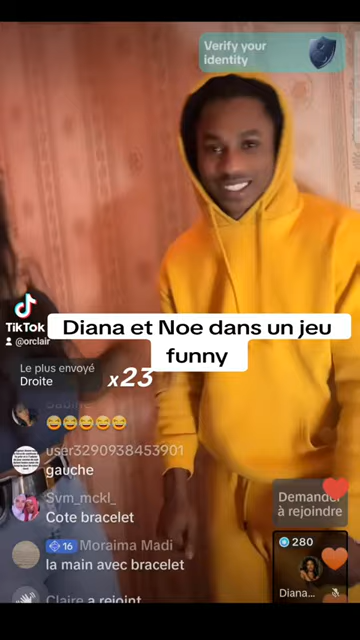 Verify your
identity
TikTok
@orclair
Diana et Noe dans un jeu
funny
Le plus envoyé
Droite
x23
user3290938453901
gauche
Svm_mckl_
Cote bracelet
16 Moraima Madi
la main avec bracelet
Claire a rejoint
Demander
à rejoindre
280
Diana...